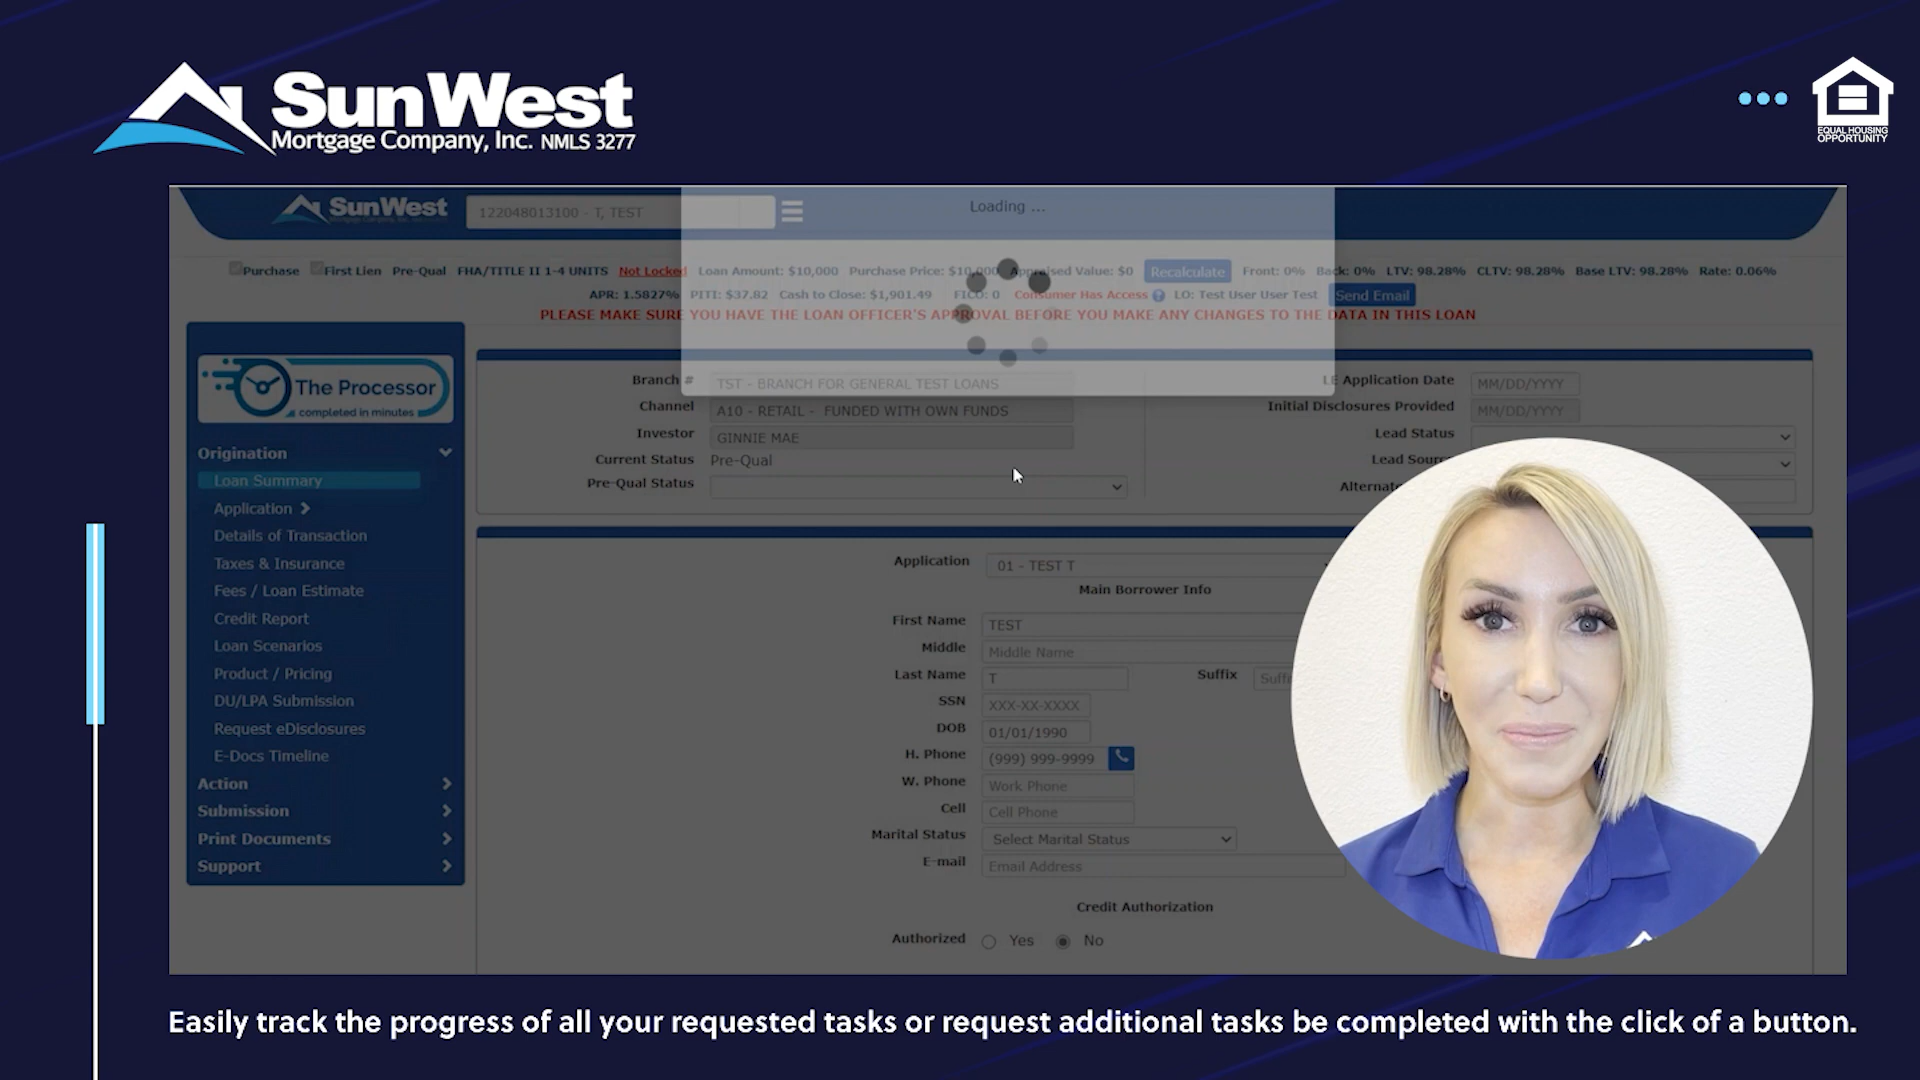 SunWest
Mortgage Company, Inc. NMLS 3277
EQUAL HOUSING
OPPORTUNITY
SunWest
122048013100 - T, TEST
Loading ...
Purchase First Lien Pre-Qual FHA/TITLE II 1-4 UNITS Not Locked Loan Amount: $10,000 Purchase Price: $10,000 Appraised Value: $0 Recalculate Front: 0% Back: 0% LTV: 98.28% CLTV: 98.28% Base LTV: 98.28% Rate: 0.06%
APR: 1.5827% PITI: $37.82 Cash to Close: $1,901.49 FICO: 0 Consumer Has Access ? LO: Test User User Test Send Email
PLEASE MAKE SURE YOU HAVE THE LOAN OFFICER'S APPROVAL BEFORE YOU MAKE ANY CHANGES TO THE DATA IN THIS LOAN
The Processor
completed in minutes
Origination
Loan Summary
Application
Details of Transaction
Taxes & Insurance
Fees / Loan Estimate
Credit Report
Loan Scenarios
Product / Pricing
DU/LPA Submission
Request eDisclosures
E-Docs Timeline
Action
Submission
Print Documents
Support
Branch # TST - BRANCH FOR GENERAL TEST LOANS
Channel A10 - RETAIL - FUNDED WITH OWN FUNDS
Investor GINNIE MAE
Current Status Pre-Qual
Pre-Qual Status
LE Application Date MM/DD/YYYY
Initial Disclosures Provided MM/DD/YYYY
Lead Status
Lead Source
Application 01 - TEST T
Main Borrower Info
First Name TEST
Middle Middle Name
Last Name T Suffix
SSN XXX-XX-XXXX
DOB 01/01/1990
H. Phone (999) 999-9999
W. Phone Work Phone
Cell Cell Phone
Marital Status Select Marital Status
E-mail Email Address
Credit Authorization
Authorized Yes No
Easily track the progress of all your requested tasks or request additional tasks be completed with the click of a button.